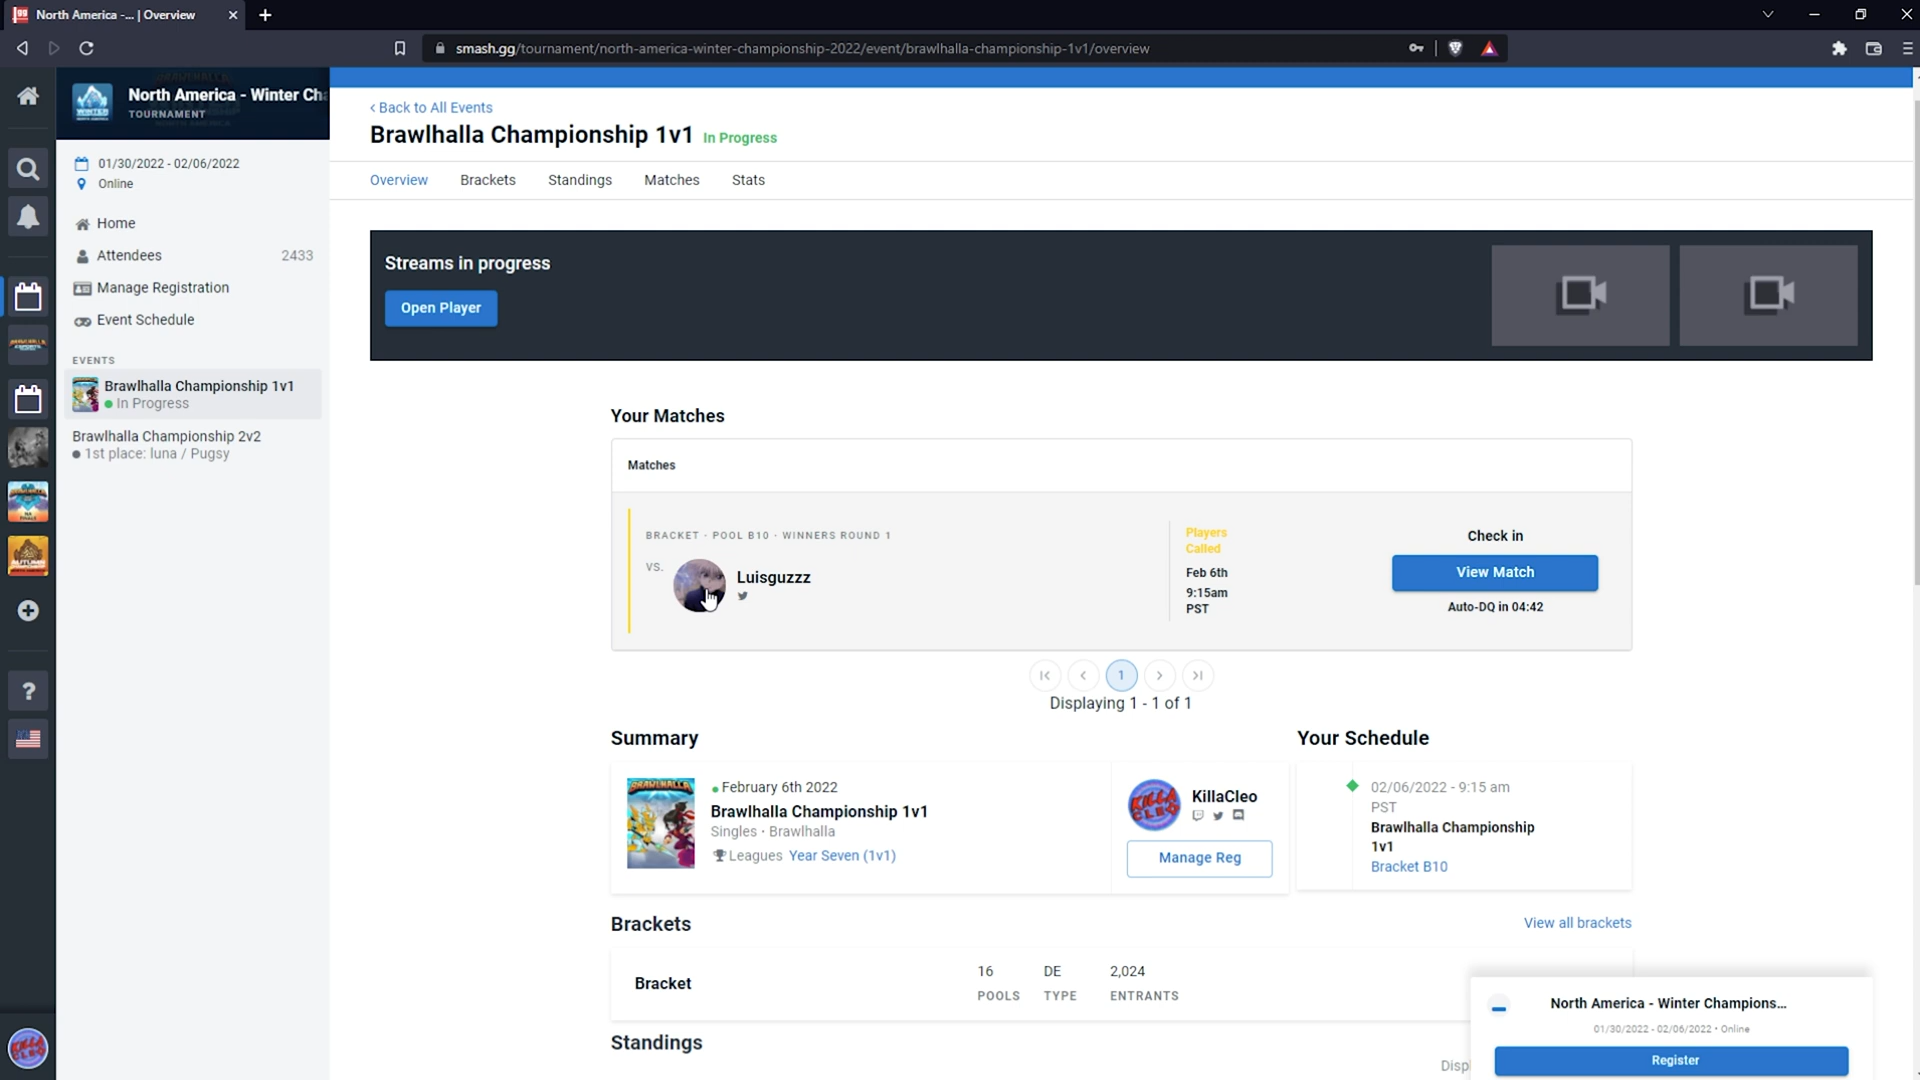 North America -... | Overview
smash.gg/tournament/north-america-winter-championship-2022/event/brawlhalla-championship-1v1/overview
North America - Winter Cha
TOURNAMENT
01/30/2022 - 02/06/2022
Online
Home
Attendees 2433
Manage Registration
Event Schedule
EVENTS
Brawlhalla Championship 1v1
In Progress
Brawlhalla Championship 2v2
1st place: luna / Pugsy
‹ Back to All Events
Brawlhalla Championship 1v1 In Progress
Overview Brackets Standings Matches Stats
Streams in progress
Open Player
Your Matches
Matches
BRACKET - POOL B10 · WINNERS ROUND 1
VS.
Luisguzzz
Players
Called
Feb 6th
9:15am
PST
Check in
View Match
Auto-DQ in 04:42
1
Displaying 1 - 1 of 1
Summary
BRAWLHALLA
February 6th 2022
Brawlhalla Championship 1v1
Singles · Brawlhalla
Leagues Year Seven (1v1)
KILLA
CLEO
KillaCleo
Manage Reg
Your Schedule
02/06/2022 - 9:15 am
PST
Brawlhalla Championship
1v1
Bracket B10
Brackets
View all brackets
Bracket
16 DE 2,024
POOLS TYPE ENTRANTS
Standings
Displ
North America - Winter Champions...
01/30/2022 - 02/06/2022 • Online
Register